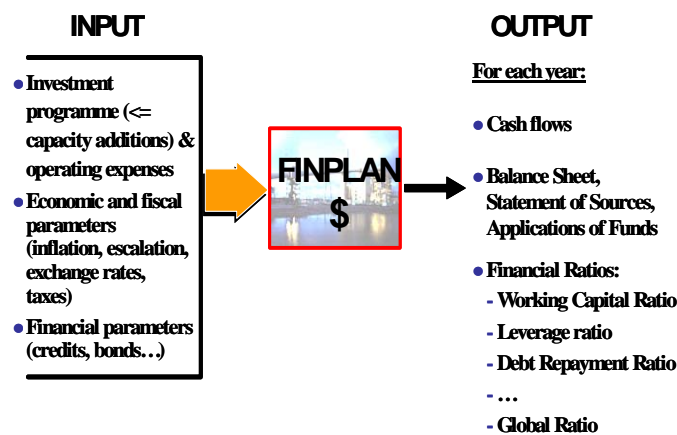 INPUT
● Investment
programme (<=
capacity additions) &
operating expenses
● Economic and fiscal
parameters
(inflation, escalation,
exchange rates,
taxes)
● Financial parameters
(credits, bonds…)
FINPLAN
$
OUTPUT
For each year:
● Cash flows
● Balance Sheet,
Statement of Sources,
Applications of Funds
● Financial Ratios:
- Working Capital Ratio
- Leverage ratio
- Debt Repayment Ratio
- …
- Global Ratio